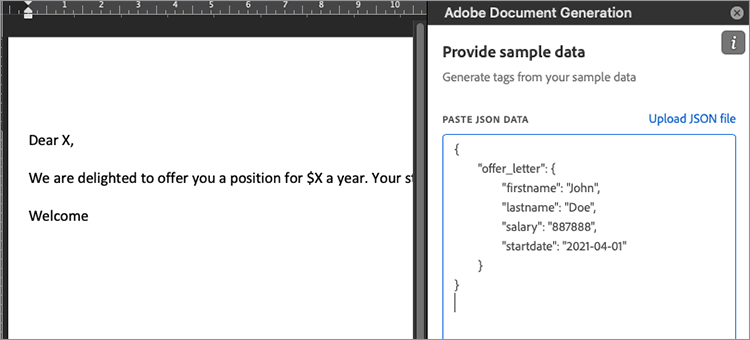 1 2 3 4 5 6 7 8 9 10
Adobe Document Generation
Provide sample data
Generate tags from your sample data
PASTE JSON DATA Upload JSON file
Dear X,
We are delighted to offer you a position for $X a year. Your
Welcome
{
"offer_letter": {
"firstname": "John",
"lastname": "Doe",
"salary": "887888",
"startdate": "2021-04-01"
}
}